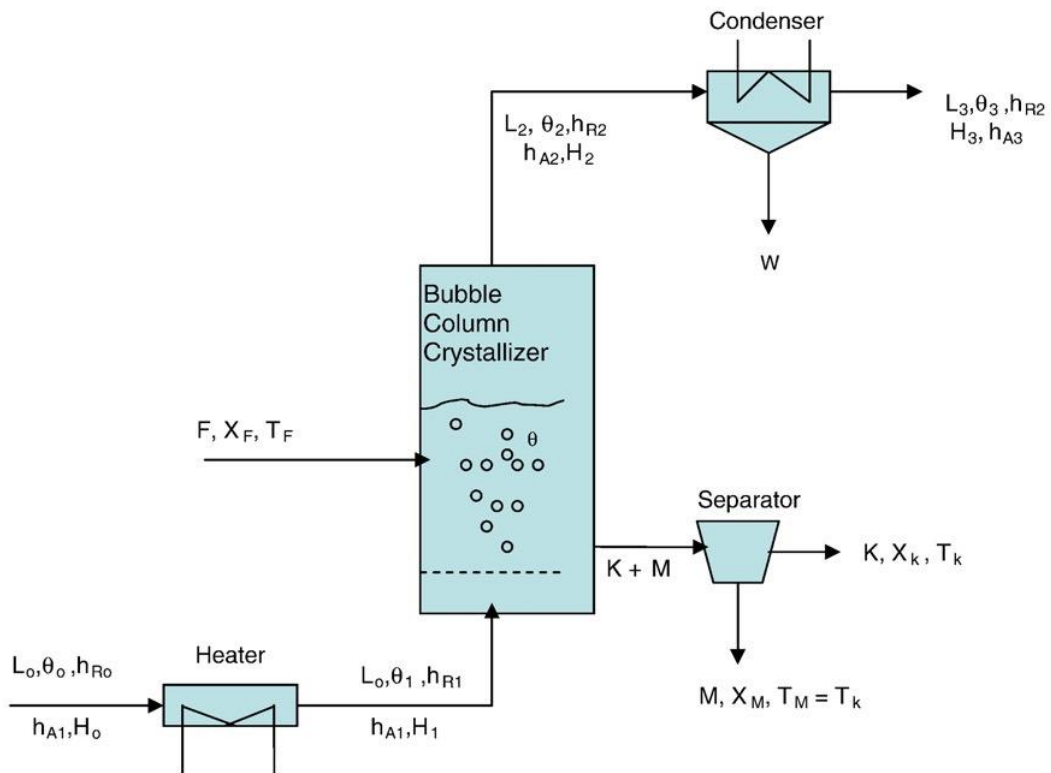 Condenser
L₃,θ₃ ,hR2
H₃, hA3
L₂, θ₂,hR2
hA2,H₂
W
Bubble
Column
Crystallizer
F, XF, TF
θ
Separator
K + M
K, Xk, Tk
Lo,θo ,hRo
Heater
Lo,θ₁ ,hR1
hA1,Ho
hA1,H₁
M, XM, TM = Tk